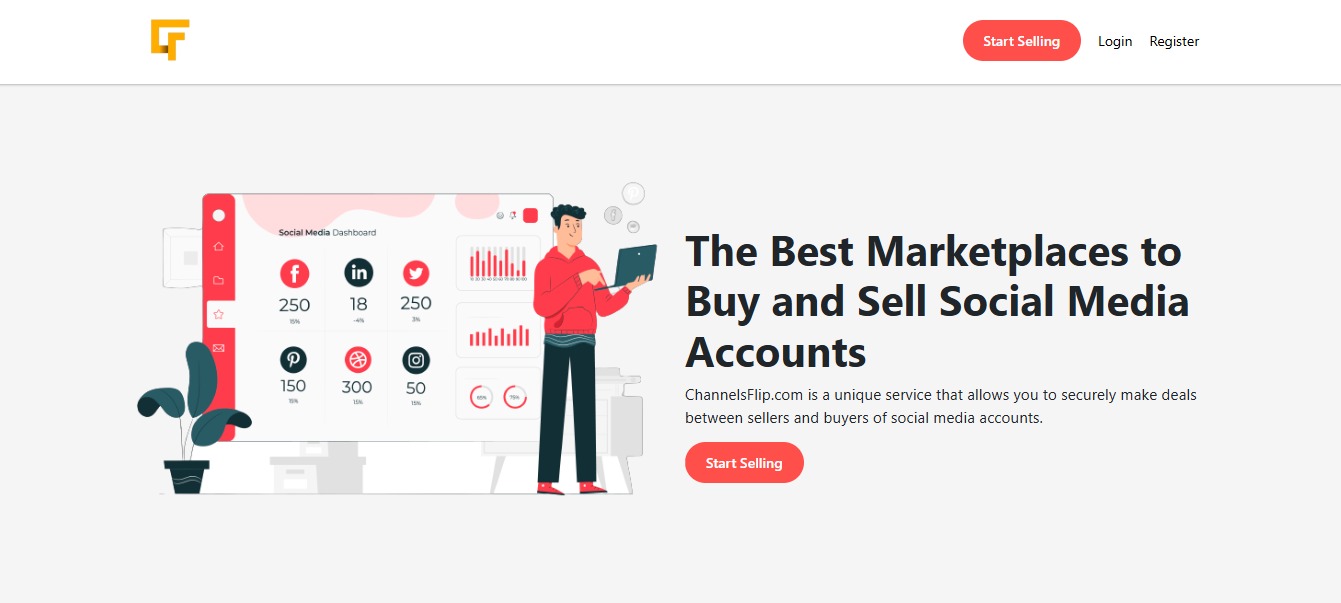 Start Selling
Login
Register
Social Media Dashboard
250
15%
18
-4%
250
3%
150
15%
300
15%
50
15%
65%
75%
The Best Marketplaces to
Buy and Sell Social Media
Accounts
ChannelsFlip.com is a unique service that allows you to securely make deals
between sellers and buyers of social media accounts.
Start Selling